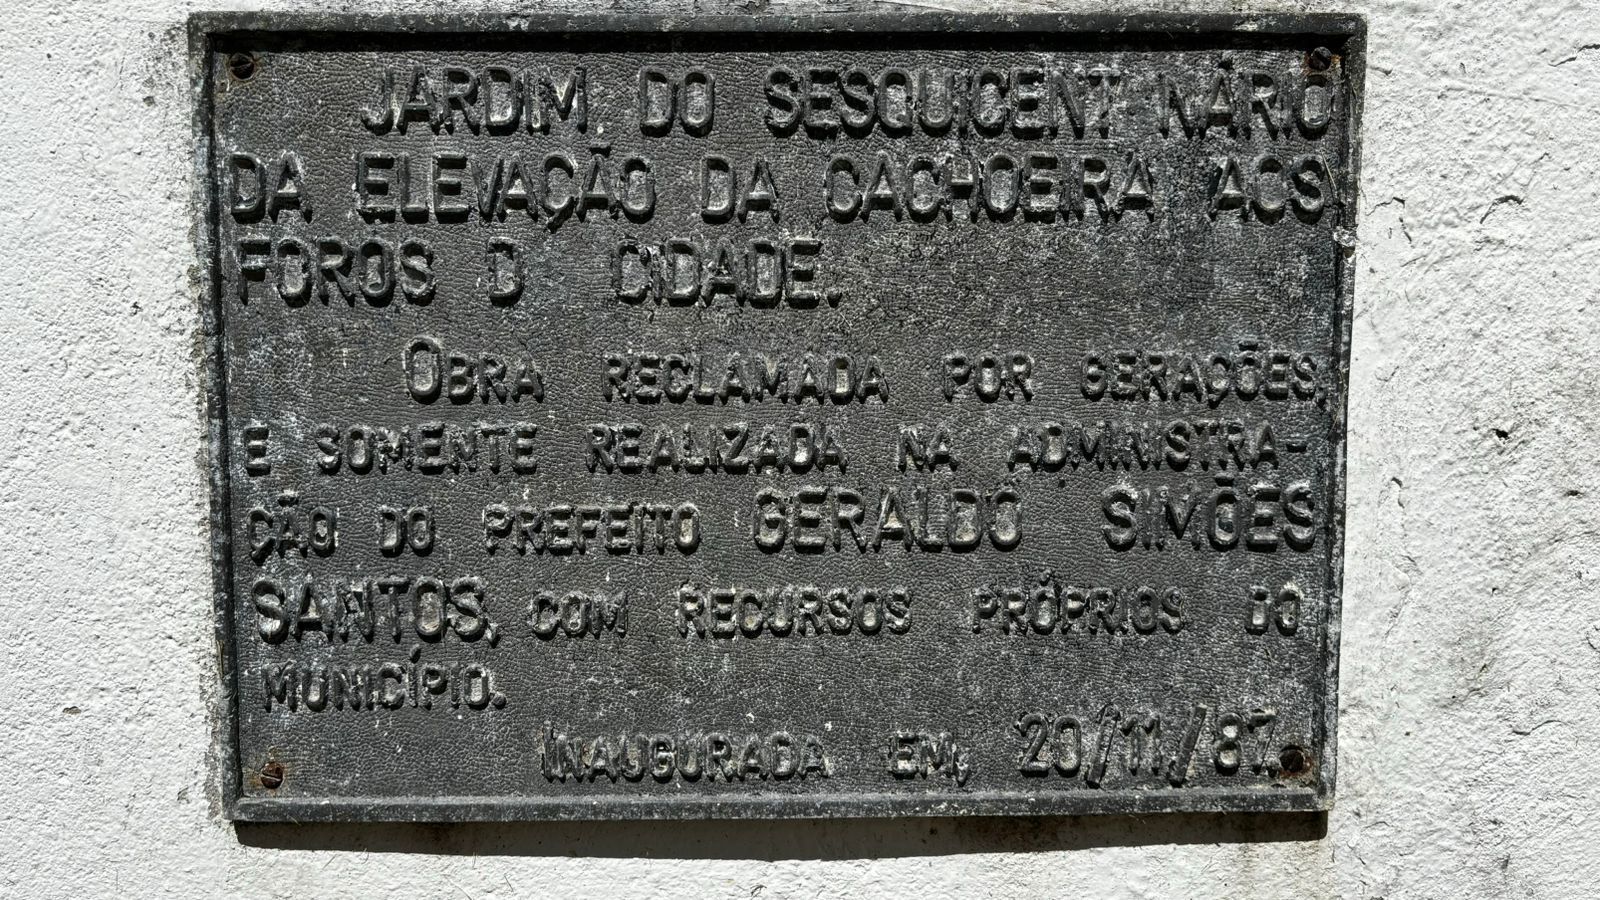 JARDIM DO SESQUICENT NÁRIO
DA ELEVAÇÃO DA CACHOEIRA AOS
FOROS D CIDADE.
OBRA RECLAMADA POR GERAÇÕES,
E SOMENTE REALIZADA NA ADMINISTRA-
ÇÃO DO PREFEITO GERALDO SIMÕES
SANTOS, COM RECURSOS PRÓPRIOS DO
MUNICÍPIO.
INAUGURADA EM, 20/11/87.